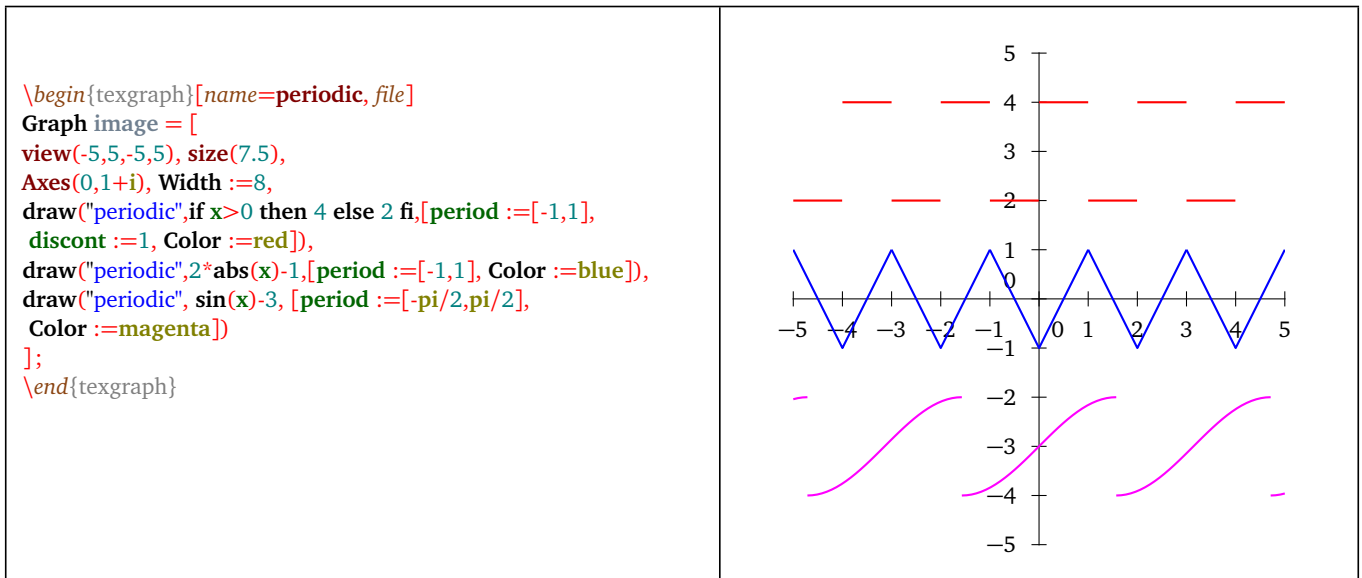 \begin{texgraph}[name=periodic, file]
Graph image = [
view(-5,5,-5,5), size(7.5),
Axes(0,1+i), Width :=8,
draw("periodic",if x>0 then 4 else 2 fi,[period :=[-1,1],
discont :=1, Color :=red]),
draw("periodic",2*abs(x)-1,[period :=[-1,1], Color :=blue]),
draw("periodic", sin(x)-3, [period :=[-pi/2,pi/2],
Color :=magenta])
];
\end{texgraph}
5
4
3
2
1
0
−5 −4 −3 −2 −1 0 1 2 3 4 5
−1
−2
−3
−4
−5